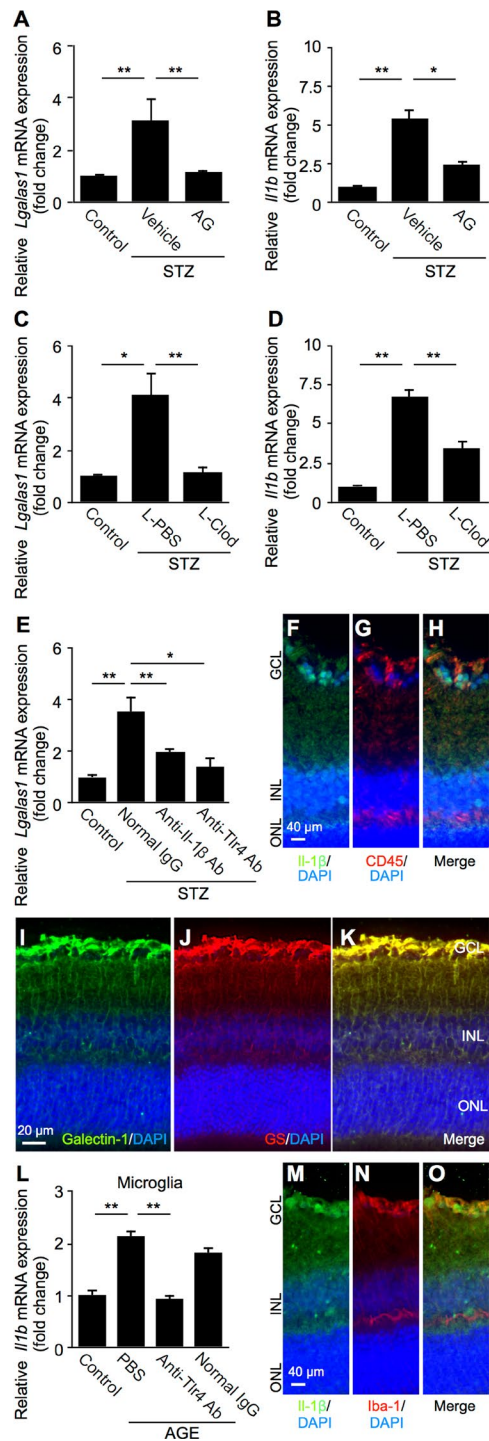 A
Relative Lgalas1 mRNA expression
(fold change)
6
4
2
0
** **
Control
Vehicle
AG
STZ
B
Relative Il1b mRNA expression
(fold change)
10
7.5
5
2.5
0
** *
Control
Vehicle
AG
STZ
C
Relative Lgalas1 mRNA expression
(fold change)
6
4
2
0
* **
Control
L-PBS
L-Clod
STZ
D
Relative Il1b mRNA expression
(fold change)
10
7.5
5
2.5
0
** **
Control
L-PBS
L-Clod
STZ
E
Relative Lgalas1 mRNA expression
(fold change)
6
4
2
0
*
** **
Control
Normal IgG
Anti-Il-1β Ab
Anti-Tlr4 Ab
STZ
F G H
GCL
INL
ONL
40 µm
Il-1β/
DAPI
CD45/
DAPI
Merge
I J K
GCL
INL
ONL
20 µm
Galectin-1/DAPI
GS/DAPI
Merge
L
Microglia
Relative Il1b mRNA expression
(fold change)
3
2
1
0
** **
Control
PBS
Anti-Tlr4 Ab
Normal IgG
AGE
M N O
GCL
INL
ONL
40 µm
Il-1β/
DAPI
Iba-1/
DAPI
Merge